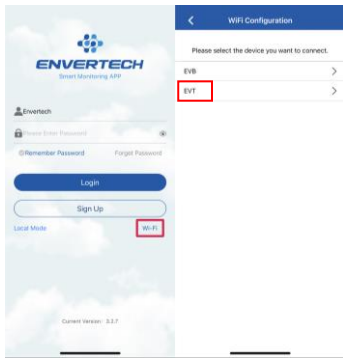 ENVERTECH
Smart Monitoring APP
Envertech
Please Enter Password
Remember Password
Forget Password
Login
Sign Up
Local Mode
Wi-Fi
Current Version: 3.2.7
WiFi Configuration
Please select the device you want to connect.
EVB
EVT